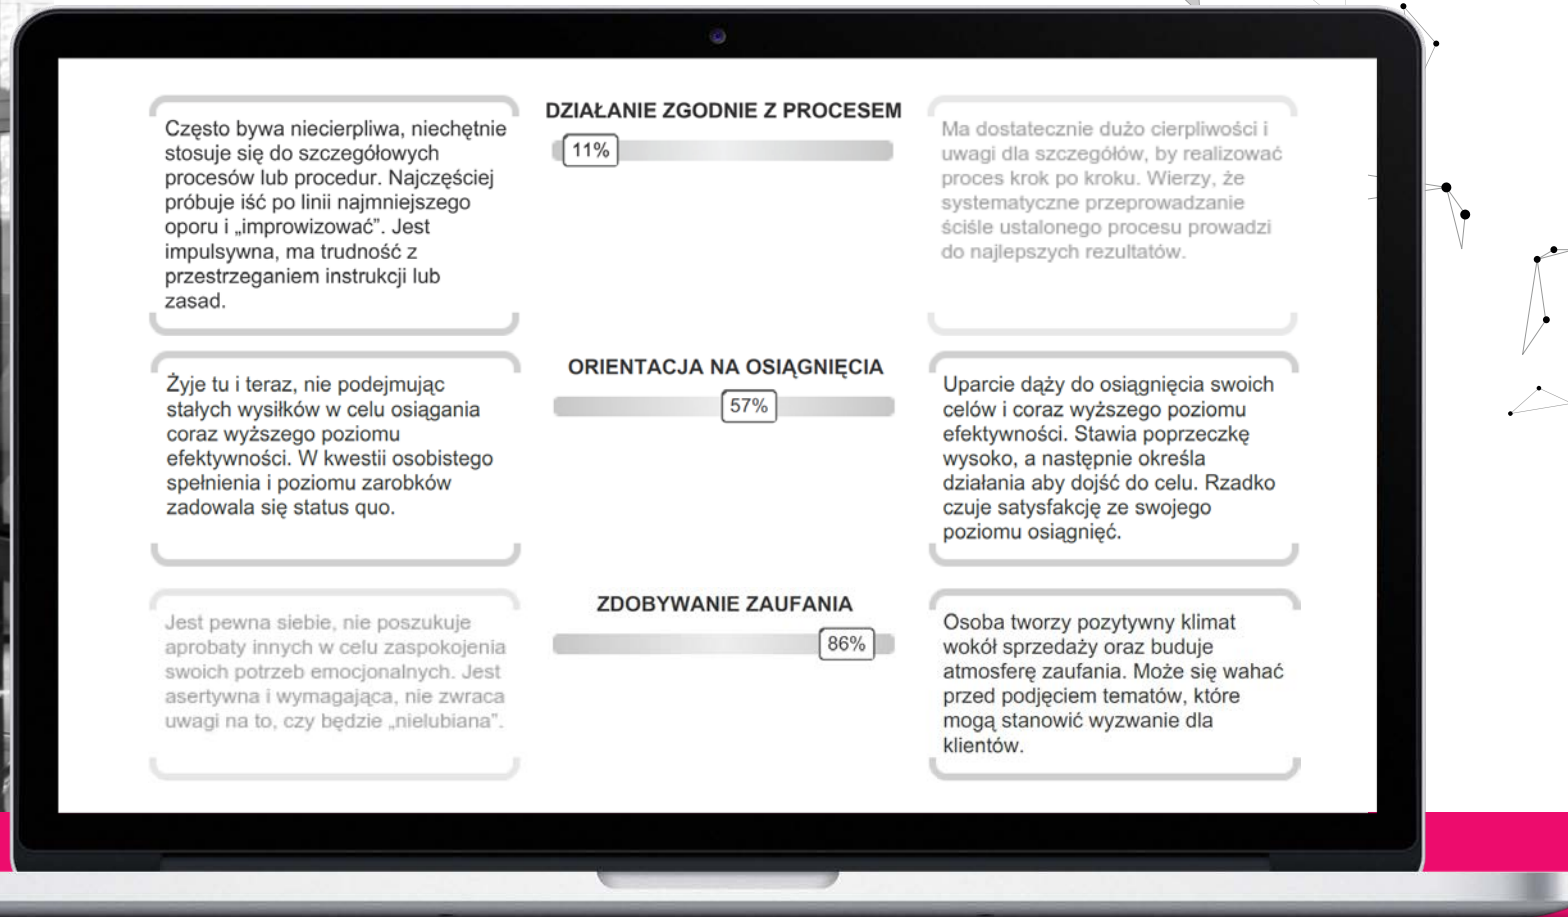 Często bywa niecierpliwa, niechętnie
stosuje się do szczegółowych
procesów lub procedur. Najczęściej
próbuje iść po linii najmniejszego
oporu i „improwizować”. Jest
impulsywna, ma trudność z
przestrzeganiem instrukcji lub
zasad.
DZIAŁANIE ZGODNIE Z PROCESEM
11%
Ma dostatecznie dużo cierpliwości i
uwagi dla szczegółów, by realizować
proces krok po kroku. Wierzy, że
systematyczne przeprowadzanie
ściśle ustalonego procesu prowadzi
do najlepszych rezultatów.
Żyje tu i teraz, nie podejmując
stałych wysiłków w celu osiągania
coraz wyższego poziomu
efektywności. W kwestii osobistego
spełnienia i poziomu zarobków
zadowala się status quo.
ORIENTACJA NA OSIĄGNIĘCIA
57%
Uparcie dąży do osiągnięcia swoich
celów i coraz wyższego poziomu
efektywności. Stawia poprzeczkę
wysoko, a następnie określa
działania aby dojść do celu. Rzadko
czuje satysfakcję ze swojego
poziomu osiągnięć.
Jest pewna siebie, nie poszukuje
aprobaty innych w celu zaspokojenia
swoich potrzeb emocjonalnych. Jest
asertywna i wymagająca, nie zwraca
uwagi na to, czy będzie „nielubiana”.
ZDOBYWANIE ZAUFANIA
86%
Osoba tworzy pozytywny klimat
wokół sprzedaży oraz buduje
atmosferę zaufania. Może się wahać
przed podjęciem tematów, które
mogą stanowić wyzwanie dla
klientów.